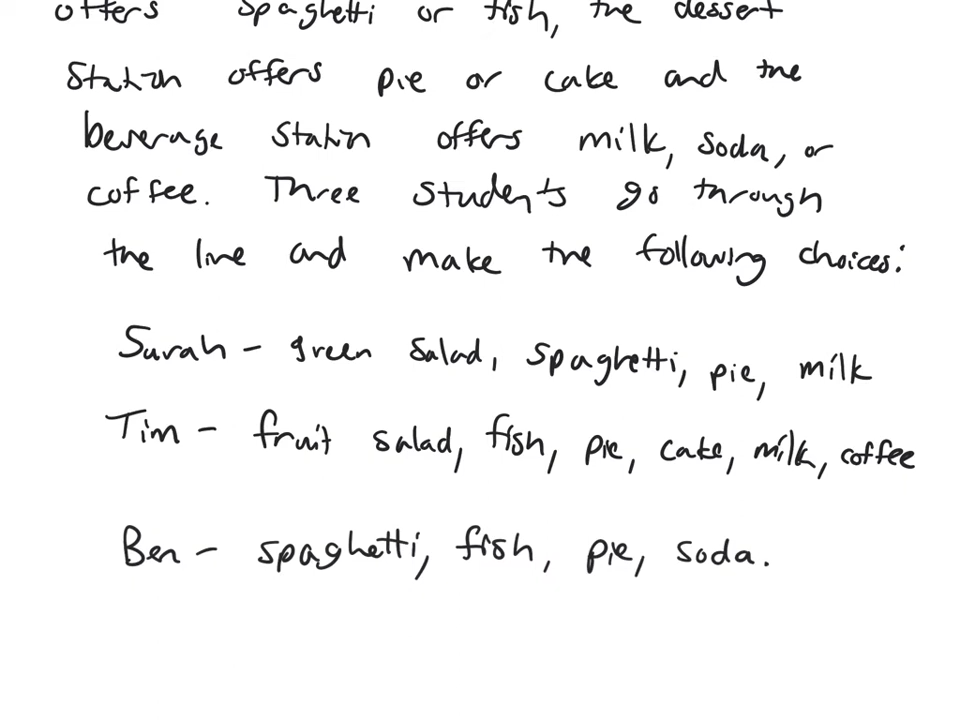 offers spaghetti or fish, the dessert
Station offers pie or cake and the
beverage station offers milk, soda, or
coffee. Three students go through
the line and make the following choices:
Sarah - green salad, spaghetti, pie, milk
Tim - fruit salad, fish, pie, cake, milk, coffee
Ben - spaghetti, fish, pie, soda.